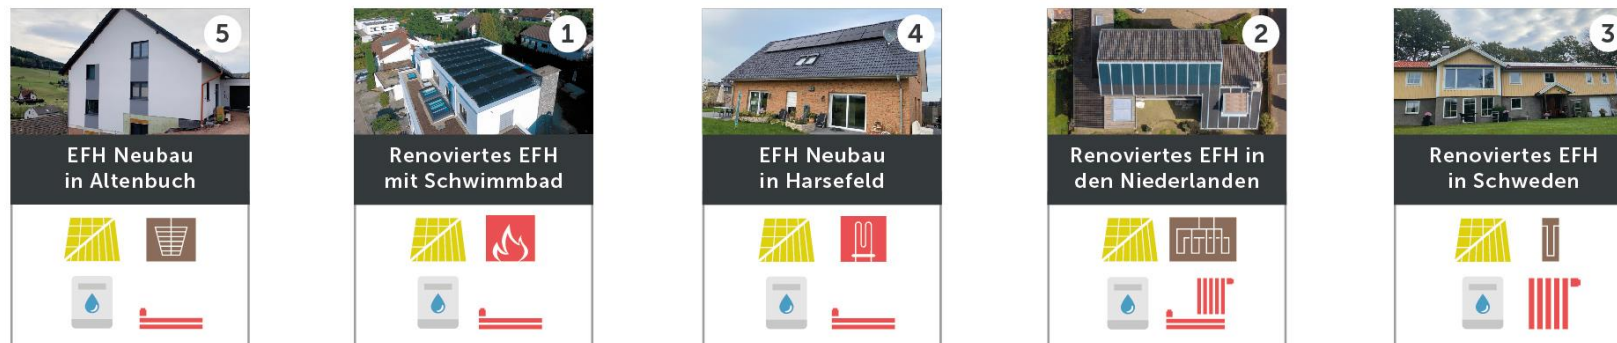 5
EFH Neubau
in Altenbuch
1
Renoviertes EFH
mit Schwimmbad
4
EFH Neubau
in Harsefeld
2
Renoviertes EFH in
den Niederlanden
3
Renoviertes EFH
in Schweden